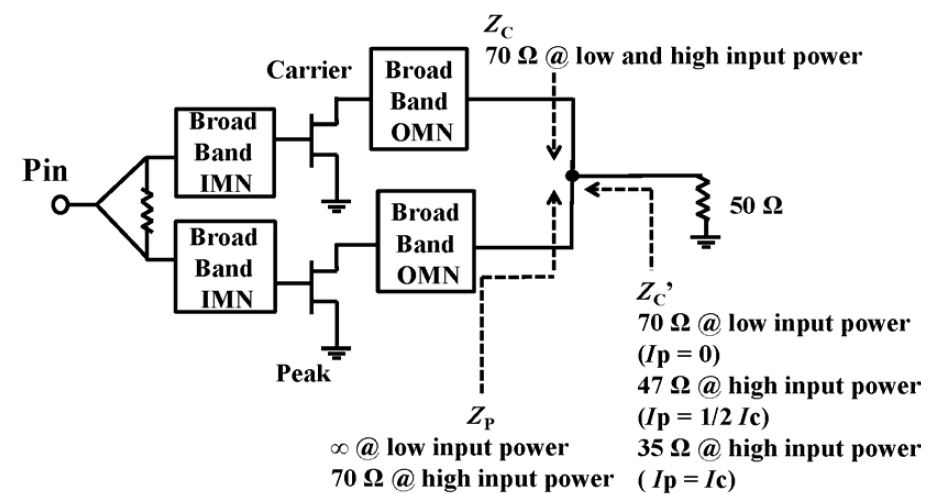 Z_C
70 Ω @ low and high input power
Carrier
Broad
Band
OMN
Broad
Band
IMN
Pin
Broad
Band
OMN
50 Ω
Broad
Band
IMN
Peak
Z_C’
70 Ω @ low input power
(Ip = 0)
47 Ω @ high input power
(Ip = 1/2 Ic)
35 Ω @ high input power
( Ip = Ic)
Z_P
∞ @ low input power
70 Ω @ high input power